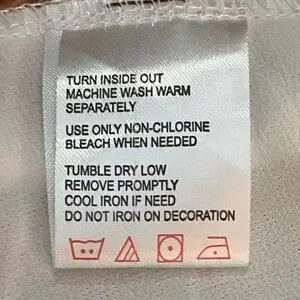 TURN INSIDE OUT
MACHINE WASH WARM
SEPARATELY
USE ONLY NON-CHLORINE
BLEACH WHEN NEEDED
TUMBLE DRY LOW
REMOVE PROMPTLY
COOL IRON IF NEED
DO NOT IRON ON DECORATION